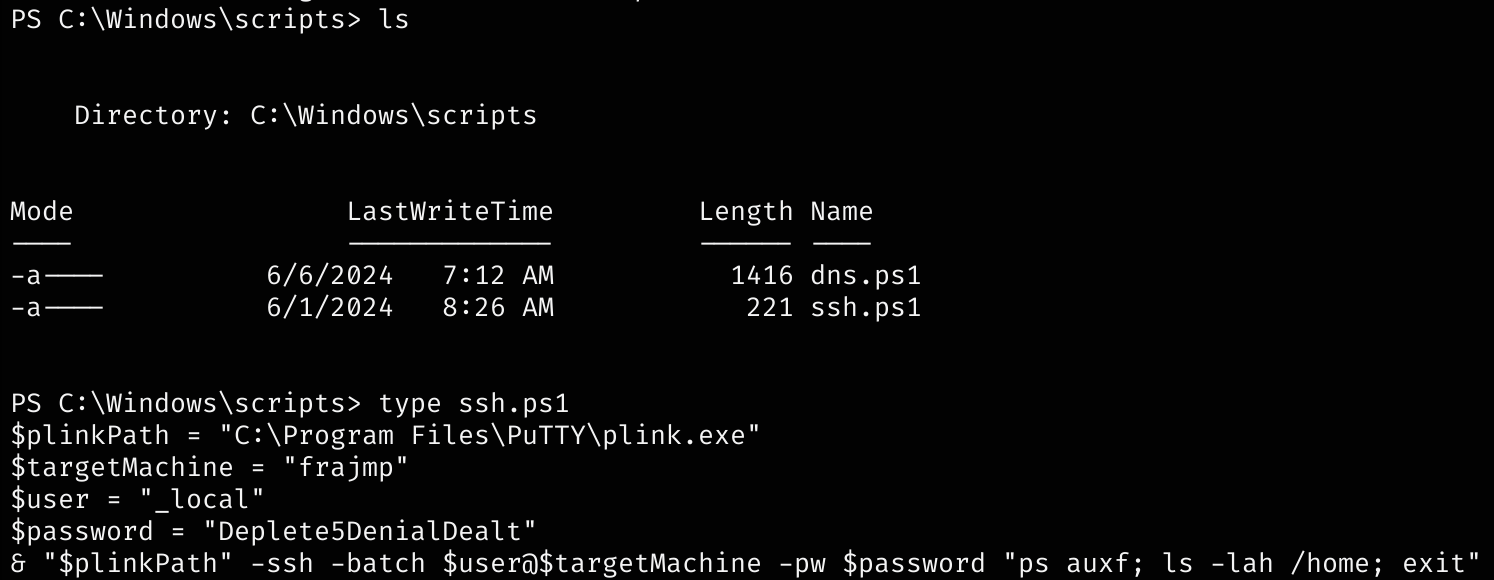 PS C:\Windows\scripts> ls
Directory: C:\Windows\scripts
Mode                 LastWriteTime         Length Name
----                 -------------         ------ ----
-a----          6/6/2024   7:12 AM           1416 dns.ps1
-a----          6/1/2024   8:26 AM            221 ssh.ps1
PS C:\Windows\scripts> type ssh.ps1
$plinkPath = "C:\Program Files\PuTTY\plink.exe"
$targetMachine = "frajmp"
$user = "_local"
$password = "Deplete5DenialDealt"
& "$plinkPath" -ssh -batch $user@$targetMachine -pw $password "ps auxf; ls -lah /home; exit"